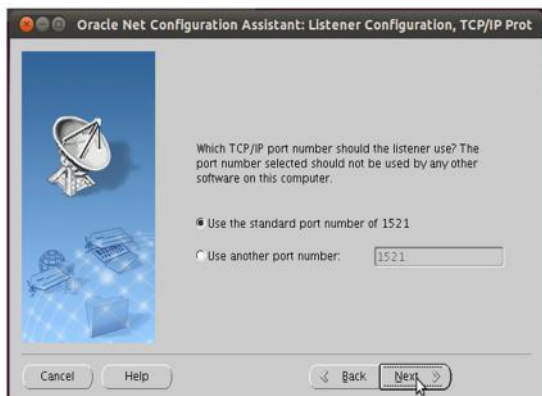 Oracle Net Configuration Assistant: Listener Configuration, TCP/IP Prot
Which TCP/IP port number should the listener use? The
port number selected should not be used by any other
software on this computer.
Use the standard port number of 1521
Use another port number:
1521
Cancel
Help
Back
Next